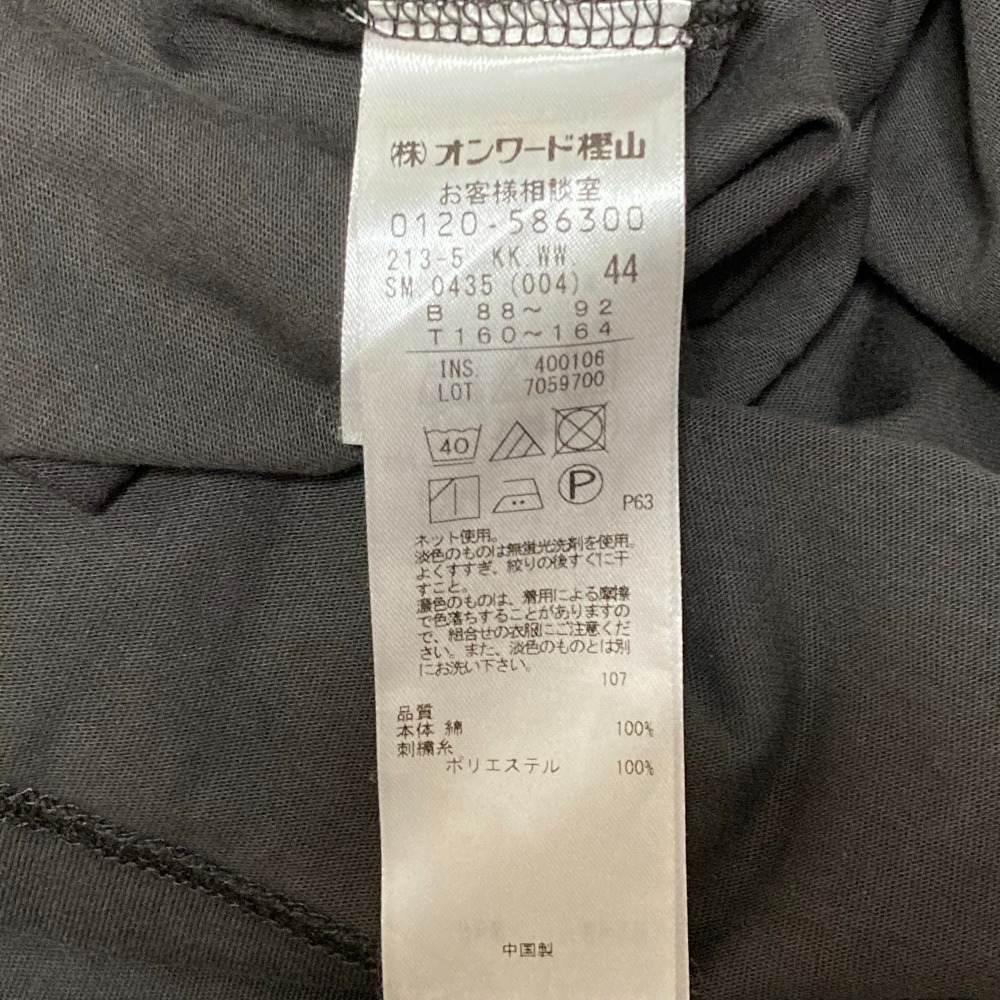 (株)オンワード樫山
お客様相談室
0120-586300
213-5 KK.WW.
SM 0435 (004) 44
B 88～ 92
T160～164
INS. 400106
LOT 7059700
40
P P63
ネット使用。
淡色のものは無蛍光洗剤を使用。
よくすすぎ、絞りの後すぐに干
すこと。
濃色のものは、着用による摩擦
で色落ちすることがありますの
で、組合せの衣服にご注意くだ
さい。また、淡色のものとは別
にお洗い下さい。
107
品質
本体 綿 100%
刺繍糸
ポリエステル 100%
中国製